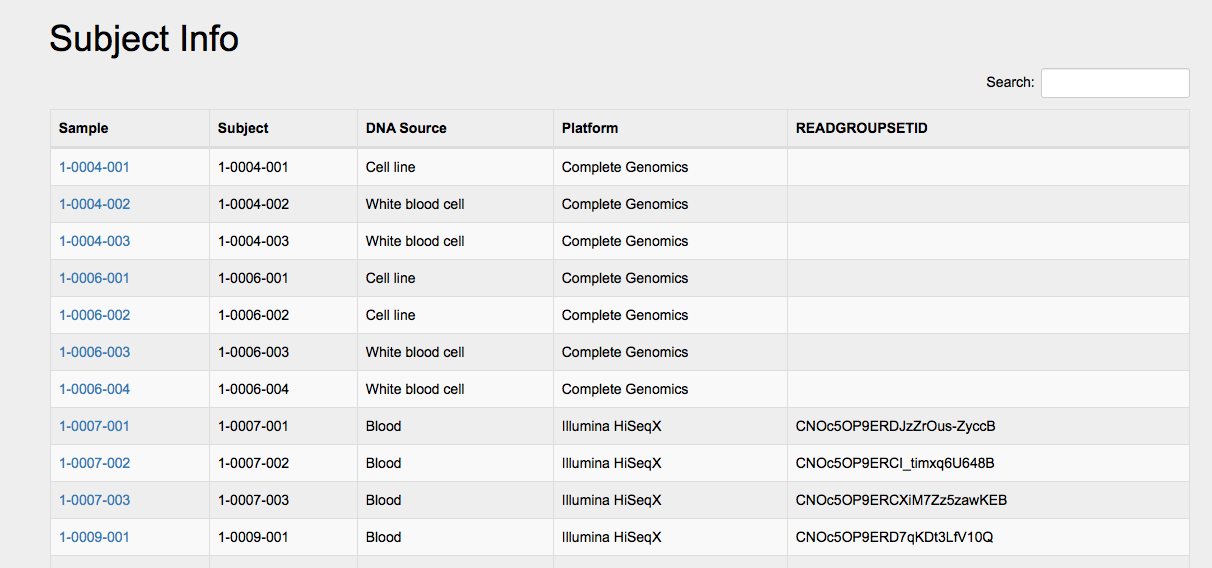 Subject Info
Search:
Sample Subject DNA Source Platform READGROUPSETID
1-0004-001 1-0004-001 Cell line Complete Genomics
1-0004-002 1-0004-002 White blood cell Complete Genomics
1-0004-003 1-0004-003 White blood cell Complete Genomics
1-0006-001 1-0006-001 Cell line Complete Genomics
1-0006-002 1-0006-002 Cell line Complete Genomics
1-0006-003 1-0006-003 White blood cell Complete Genomics
1-0006-004 1-0006-004 White blood cell Complete Genomics
1-0007-001 1-0007-001 Blood Illumina HiSeqX CNOc5OP9ERDJzZrOus-ZyccB
1-0007-002 1-0007-002 Blood Illumina HiSeqX CNOc5OP9ERCI_timxq6U648B
1-0007-003 1-0007-003 Blood Illumina HiSeqX CNOc5OP9ERCXiM7Zz5zawKEB
1-0009-001 1-0009-001 Blood Illumina HiSeqX CNOc5OP9ERD7qKDt3LfV10Q